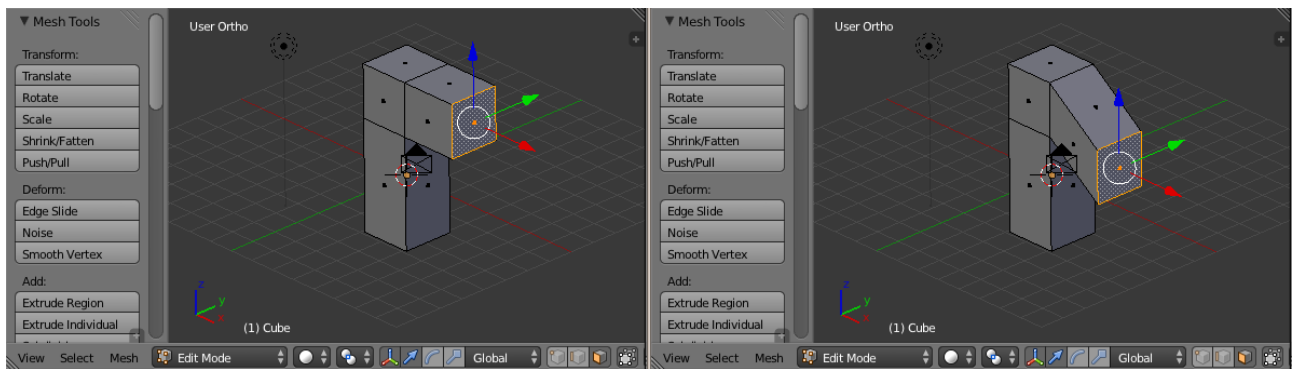 Mesh Tools
User Ortho
Transform:
Translate
Rotate
Scale
Shrink/Fatten
Push/Pull
Deform:
Edge Slide
Noise
Smooth Vertex
Add:
Extrude Region
Extrude Individual
z
y
x
(1) Cube
View Select Mesh Edit Mode Global
Mesh Tools
User Ortho
Transform:
Translate
Rotate
Scale
Shrink/Fatten
Push/Pull
Deform:
Edge Slide
Noise
Smooth Vertex
Add:
Extrude Region
Extrude Individual
z
y
x
(1) Cube
View Select Mesh Edit Mode Global